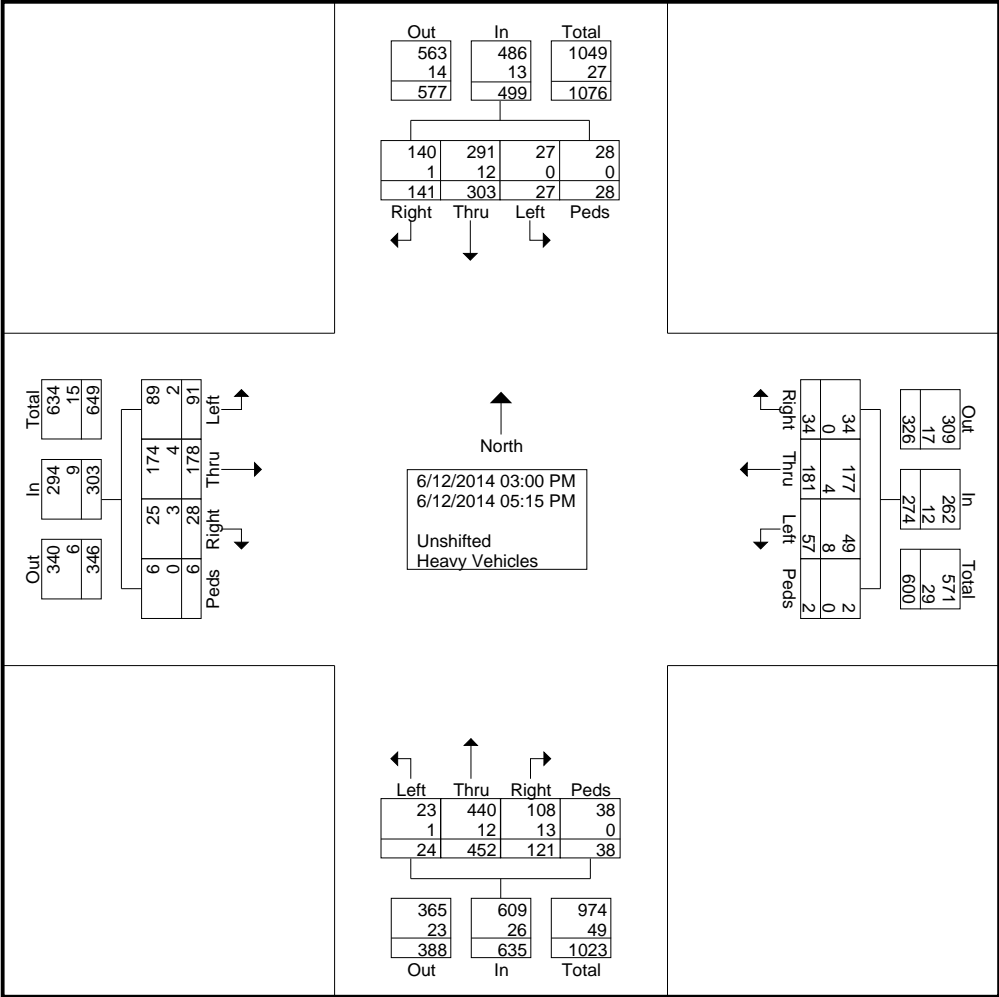 Out In Total
563 486 1049
14 13 27
577 499 1076
140 291 27 28
1 12 0 0
141 303 27 28
Right Thru Left Peds
Total
634
15
649
In
294
9
303
Out
340
6
346
89 174 25 6
2 4 3 0
91 178 28 6
Left Thru Right Peds
North
6/12/2014 03:00 PM
6/12/2014 05:15 PM
Unshifted
Heavy Vehicles
Right Thru Left Peds
34 181 57 2
0 4 8 0
34 177 49 2
Out
309
17
326
In
262
12
274
Total
571
29
600
Left Thru Right Peds
23 440 108 38
1 12 13 0
24 452 121 38
365 609 974
23 26 49
388 635 1023
Out In Total